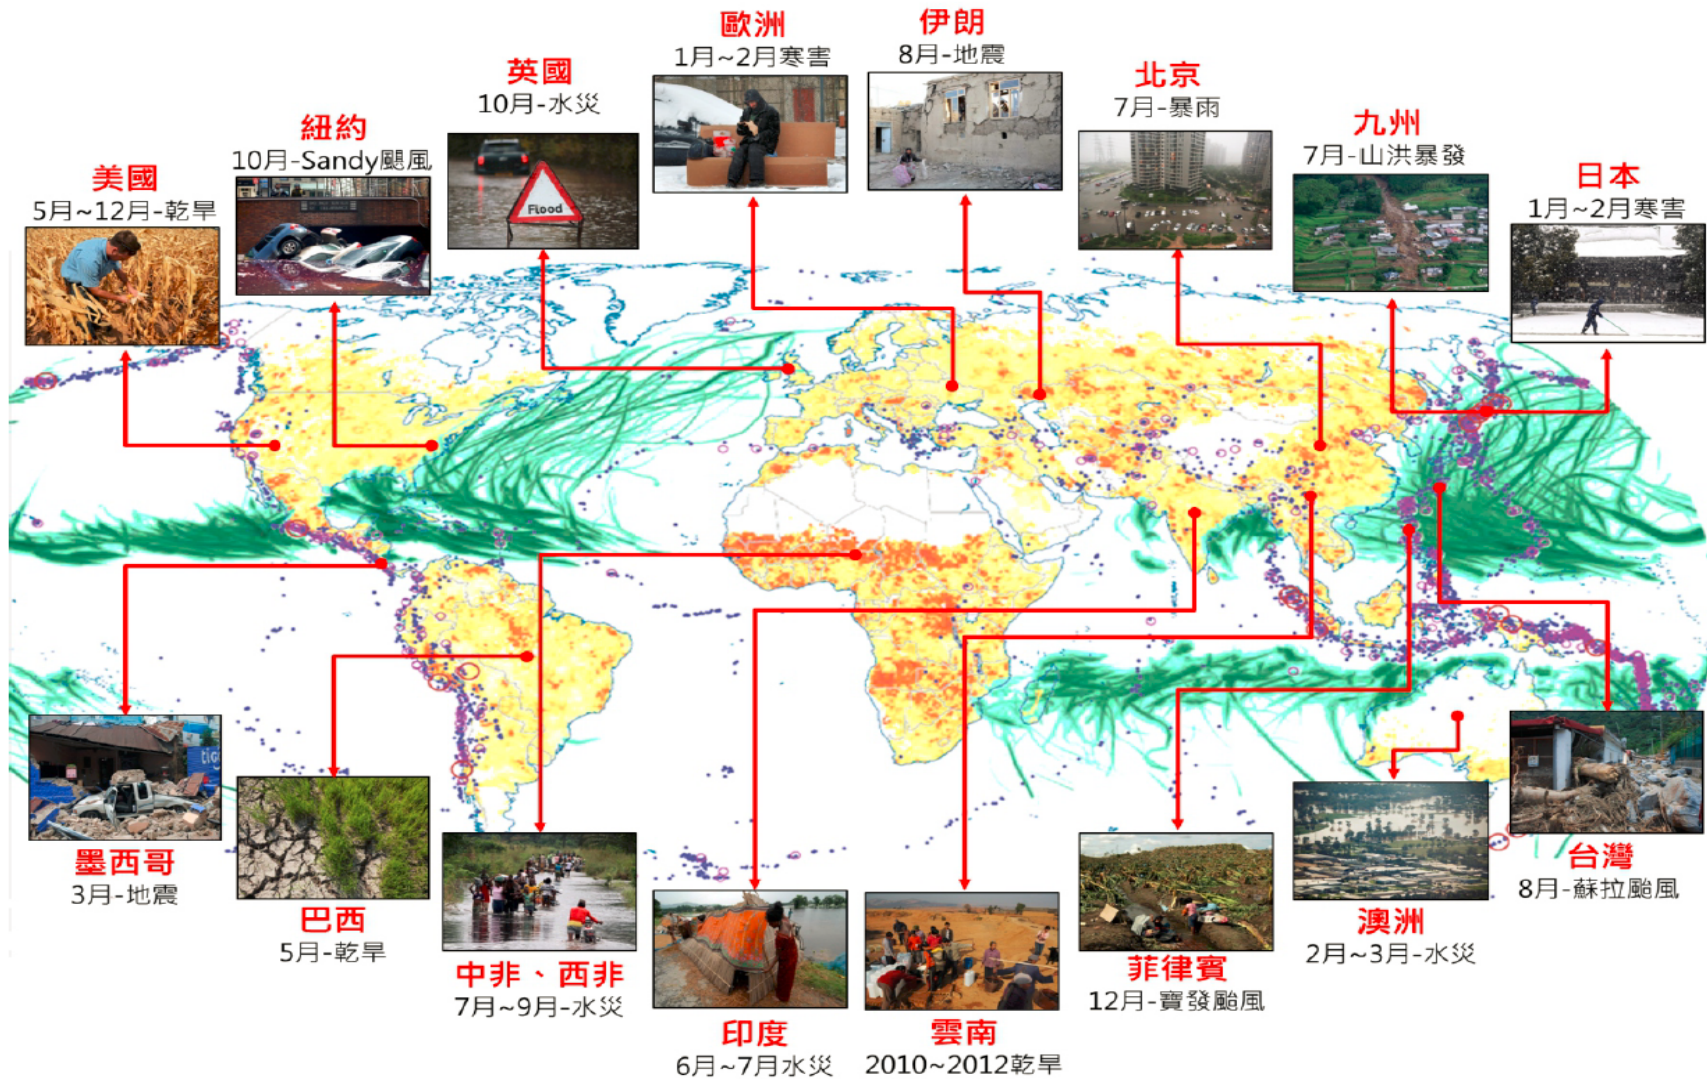 歐洲
1月~2月寒害
伊朗
8月-地震
英國
10月-水災
北京
7月-暴雨
紐約
10月-Sandy颶風
九州
7月-山洪暴發
美國
5月~12月-乾旱
日本
1月~2月寒害
Flood
tigo
墨西哥
3月-地震
巴西
5月-乾旱
中非、西非
7月~9月-水災
印度
6月~7月水災
雲南
2010~2012乾旱
菲律賓
12月-寶發颱風
澳洲
2月~3月-水災
台灣
8月-蘇拉颱風